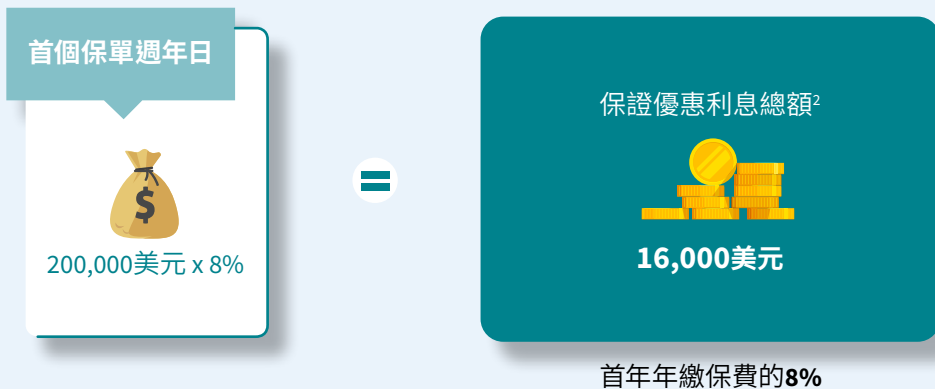 首個保單週年日
$
200,000美元 x 8%
=
保證優惠利息總額²
16,000美元
首年年繳保費的8%